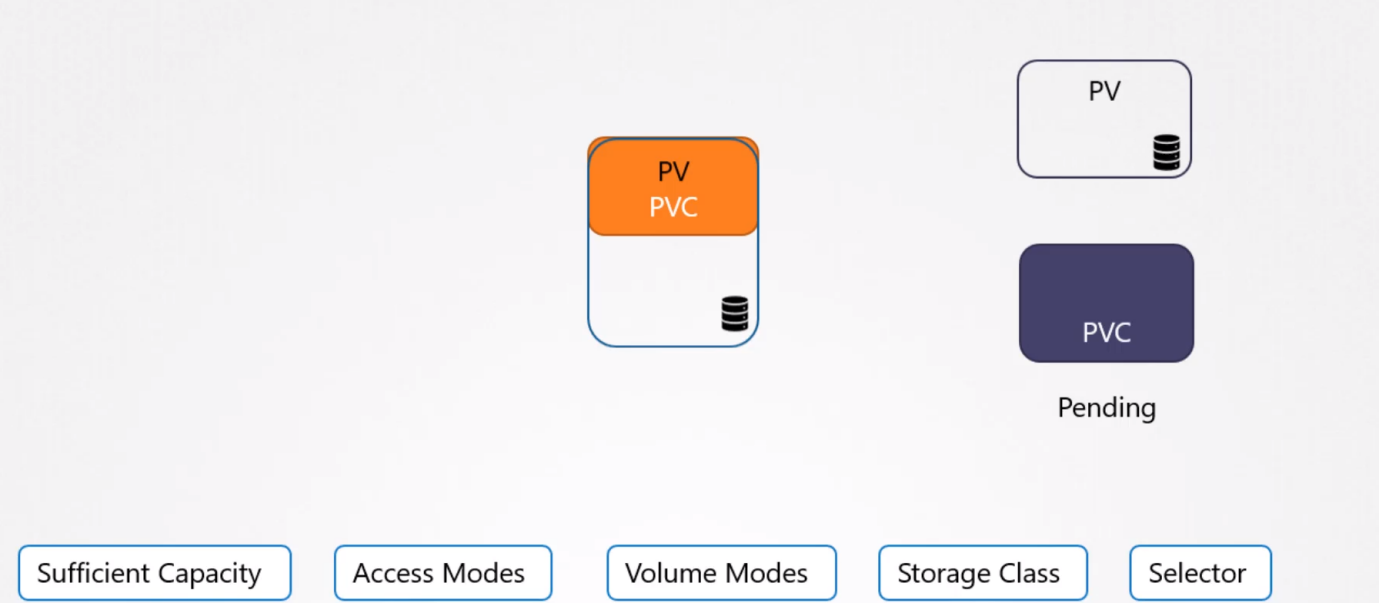 PV
PV
PVC
PVC
Pending
Sufficient Capacity
Access Modes
Volume Modes
Storage Class
Selector